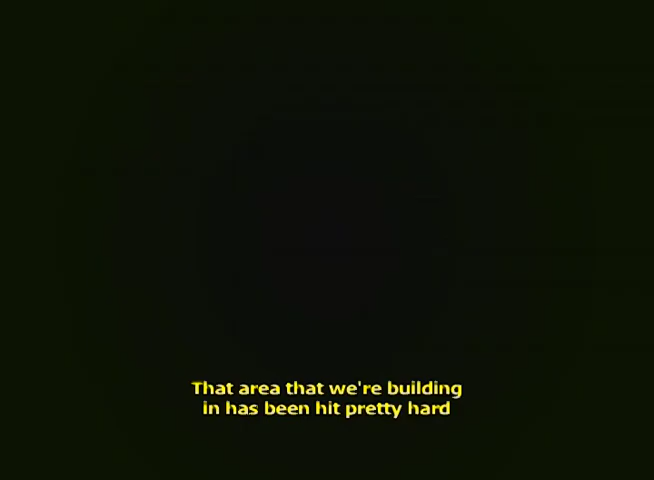 That area that we're building
in has been hit pretty hard